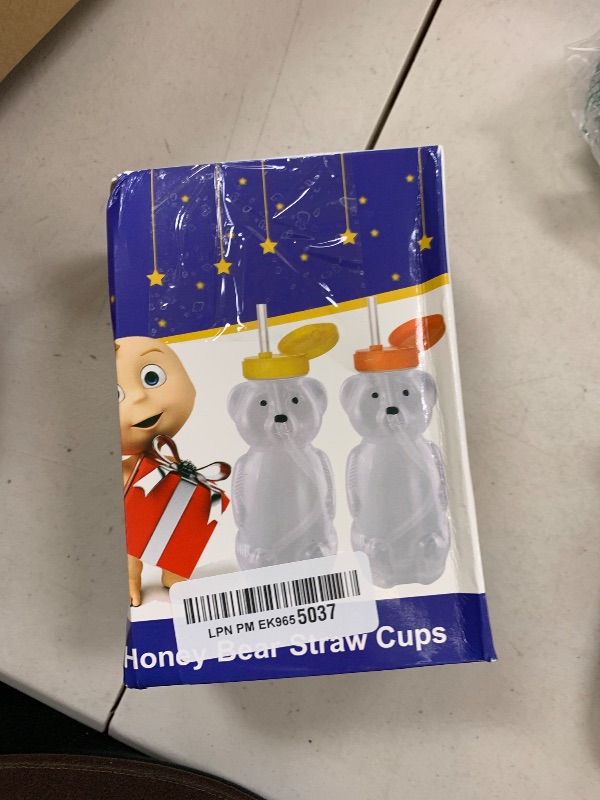 LPN PM EK9655037
Honey Bear Straw Cups